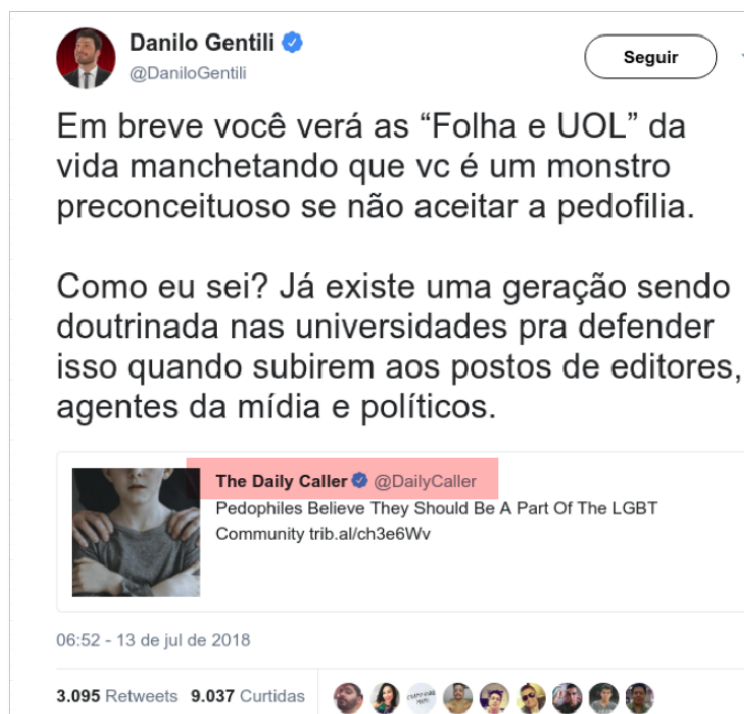 Danilo Gentili
@DaniloGentili
Seguir
Em breve você verá as “Folha e UOL” da
vida manchetando que vc é um monstro
preconceituoso se não aceitar a pedofilia.
Como eu sei? Já existe uma geração sendo
doutrinada nas universidades pra defender
isso quando subirem aos postos de editores,
agentes da mídia e políticos.
The Daily Caller @DailyCaller
Pedophiles Believe They Should Be A Part Of The LGBT
Community trib.al/ch3e6Wv
06:52 - 13 de jul de 2018
3.095 Retweets 9.037 Curtidas